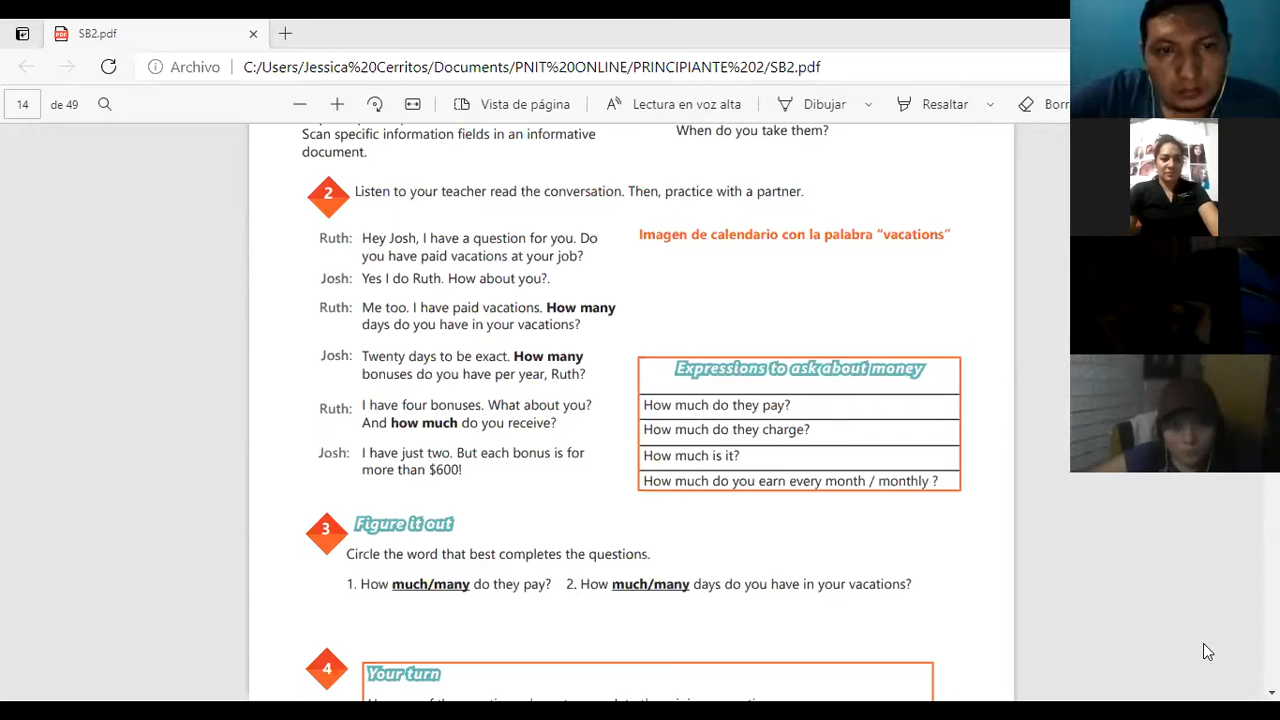 SB2.pdf
Archivo
C:/Users/Jessica%20Cerritos/Documents/PNIT%20ONLINE/PRINCIPIANTE%202/SB2.pdf
14
de 49
Vista de página
Lectura en voz alta
Dibujar
Resaltar
Borr
Scan specific information fields in an informative
document.
When do you take them?
2
Listen to your teacher read the conversation. Then, practice with a partner.
Ruth: Hey Josh, I have a question for you. Do
you have paid vacations at your job?
Josh: Yes I do Ruth. How about you?.
Ruth: Me too. I have paid vacations. How many
days do you have in your vacations?
Josh: Twenty days to be exact. How many
bonuses do you have per year, Ruth?
Ruth: I have four bonuses. What about you?
And how much do you receive?
Josh: I have just two. But each bonus is for
more than $600!
Imagen de calendario con la palabra “vacations”
Expressions to ask about money
How much do they pay?
How much do they charge?
How much is it?
How much do you earn every month / monthly ?
3
Figure it out
Circle the word that best completes the questions.
1. How much/many do they pay? 2. How much/many days do you have in your vacations?
4
Your turn